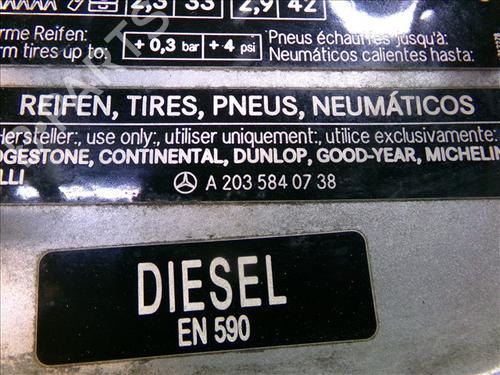 2,3 33 2,9 42
rme Reifen:
rm tires up to:
+ 0,3 bar + 4 psi
Pneus échauffés jusqu'à:
Neumáticos calientes hasta:
REIFEN, TIRES, PNEUS, NEUMÁTICOS
Hersteller:, use only:, utiliser uniquement:, utilice exclusivamente:
DGESTONE, CONTINENTAL, DUNLOP, GOOD-YEAR, MICHELIN
LLI
A 203 584 07 38
DIESEL
EN 590